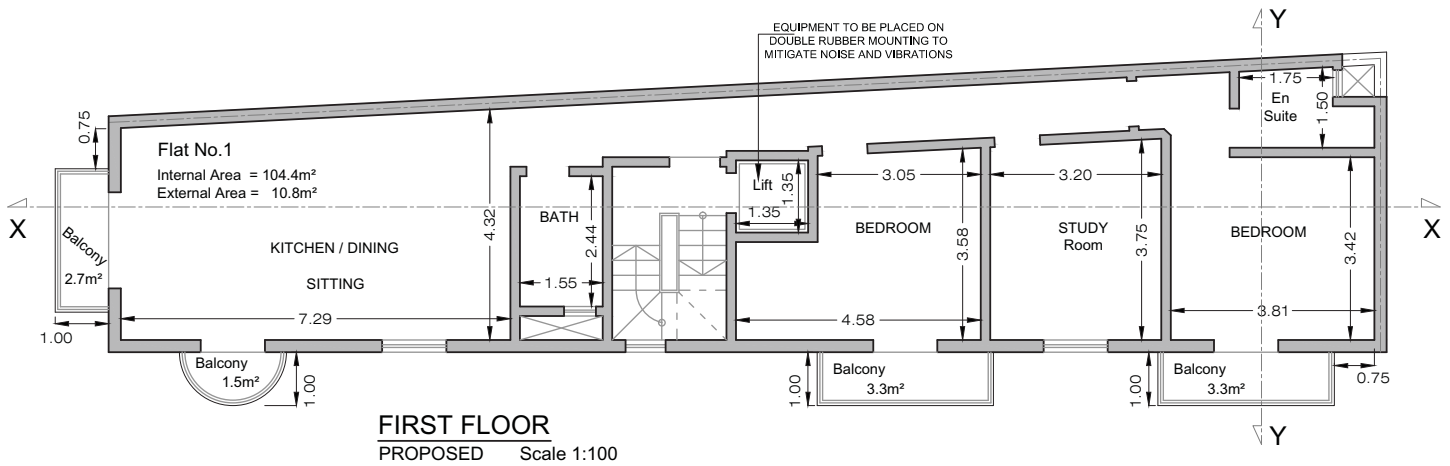 EQUIPMENT TO BE PLACED ON
DOUBLE RUBBER MOUNTING TO
MITIGATE NOISE AND VIBRATIONS
Y
1.75
En
Suite
1.50
0.75
Flat No.1
Internal Area = 104.4m²
External Area = 10.8m²
4.32
Lift
1.35
1.35
3.05
3.20
X
X
Balcony
2.7m²
KITCHEN / DINING
SITTING
BATH
2.44
1.55
BEDROOM
3.58
STUDY
Room
3.75
BEDROOM
3.42
7.29
4.58
3.81
1.00
Balcony
1.5m²
1.00
1.00
Balcony
3.3m²
1.00
Balcony
3.3m²
0.75
Y
FIRST FLOOR
PROPOSED Scale 1:100